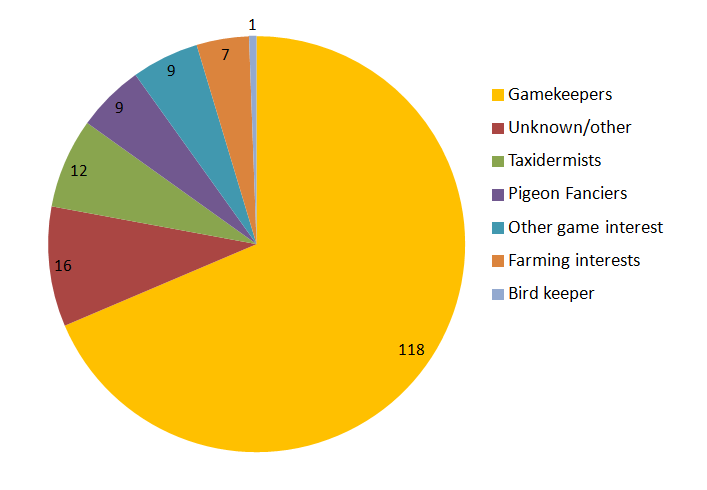 1
7
9
9
12
16
118
Gamekeepers
Unknown/other
Taxidermists
Pigeon Fanciers
Other game interest
Farming interests
Bird keeper